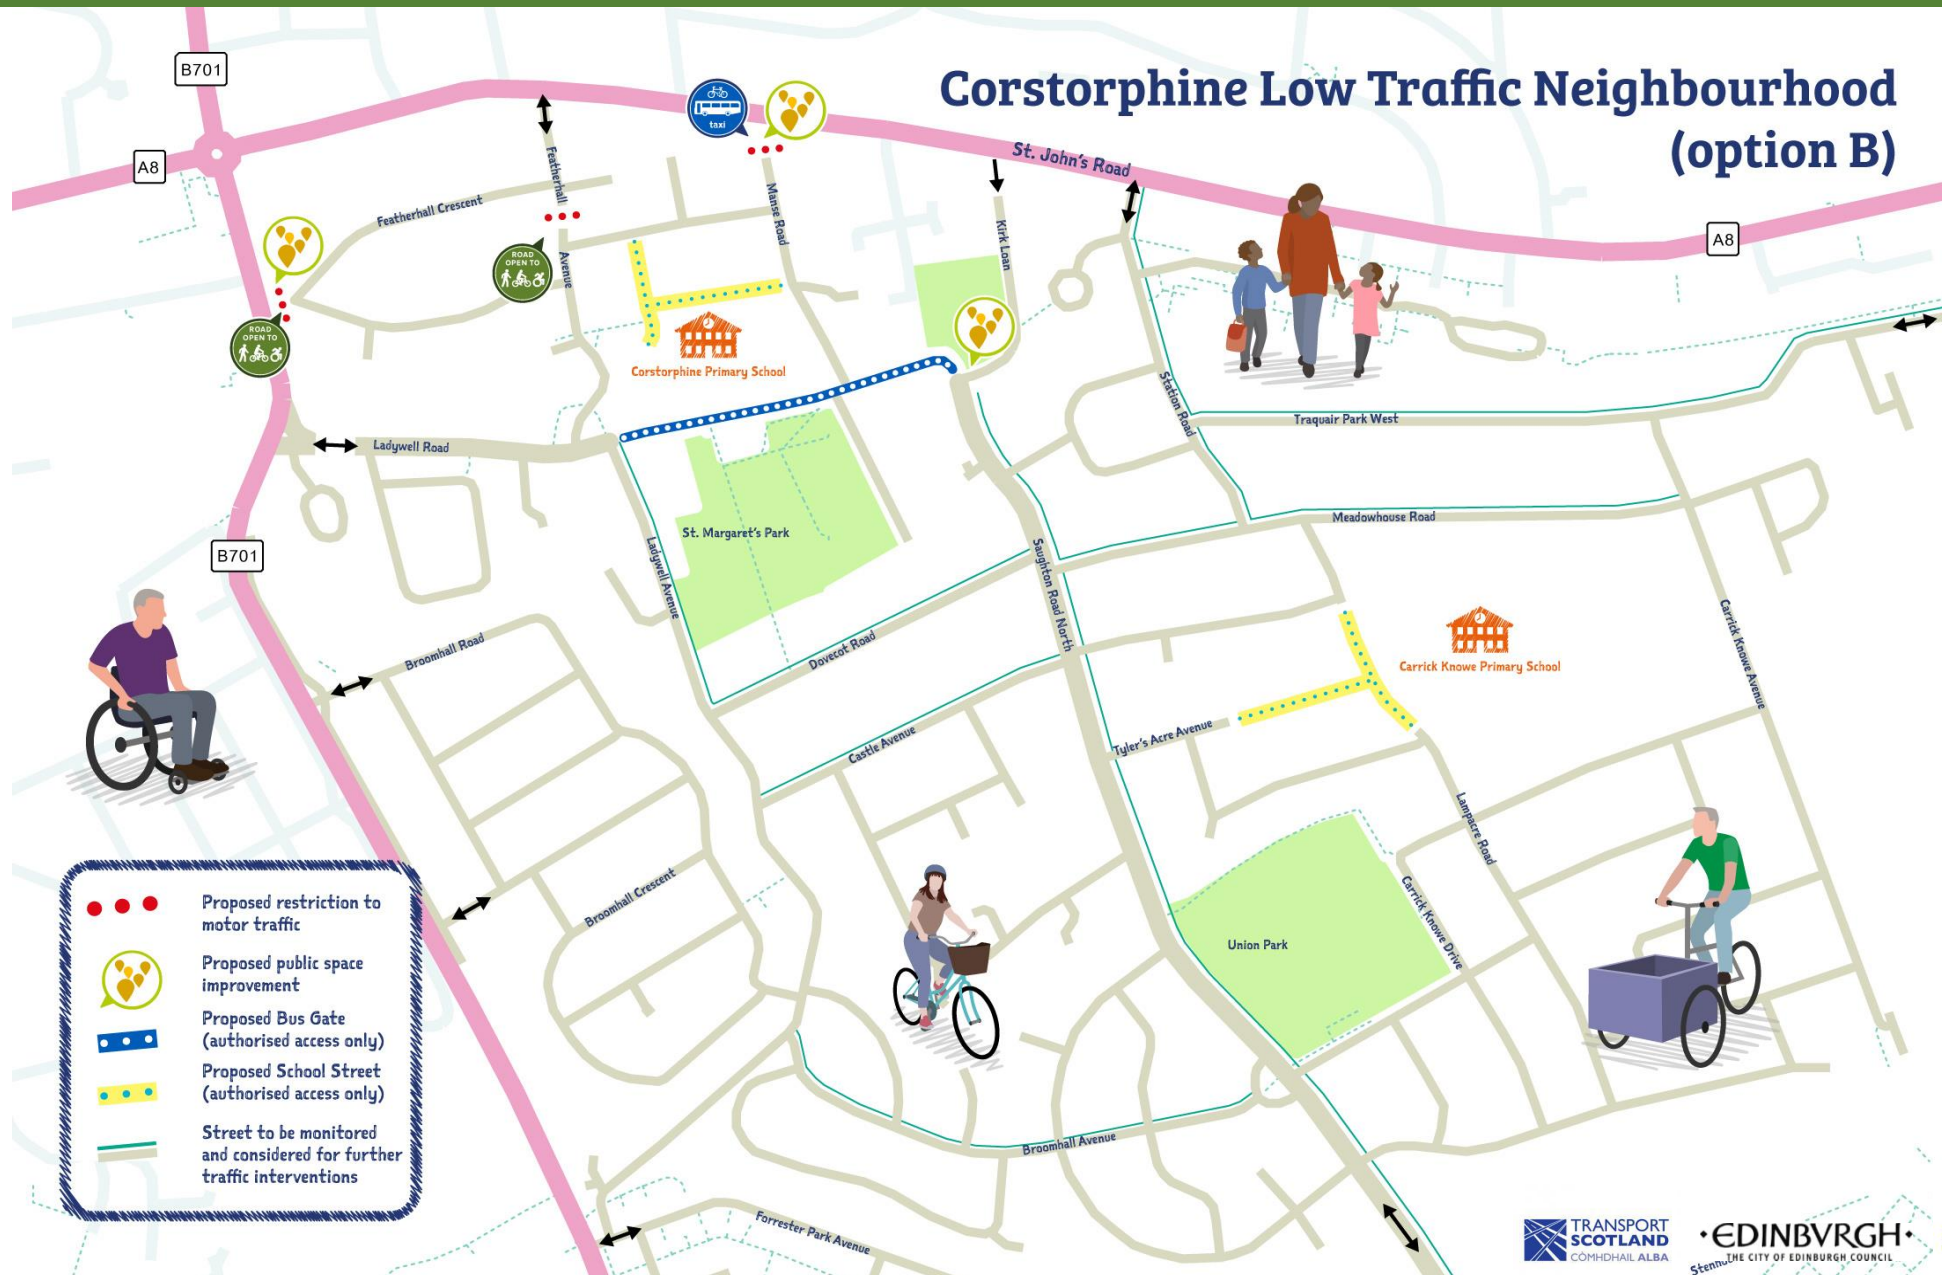 Corstorphine Low Traffic Neighbourhood
(option B)
B701
A8
taxi
St. John's Road
Featherhall
Avenue
Featherhall Crescent
Manse Road
Kirk Loan
A8
ROAD
OPEN TO
ROAD
OPEN TO
Corstorphine Primary School
Station Road
Traquair Park West
Ladywell Road
Meadowhouse Road
St. Margaret's Park
B701
Ladywell Avenue
Saughton Road North
Carrick Knowe Avenue
Broomhall Road
Dovecot Road
Carrick Knowe Primary School
Castle Avenue
Tyler's Acre Avenue
Lampacre Road
Broomhall Crescent
Carrick Knowe Drive
Union Park
Broomhall Avenue
Forrester Park Avenue
Proposed restriction to
motor traffic
Proposed public space
improvement
Proposed Bus Gate
(authorised access only)
Proposed School Street
(authorised access only)
Street to be monitored
and considered for further
traffic interventions
TRANSPORT
SCOTLAND
CÒMHDHAIL ALBA
·EDINBVRGH·
THE CITY OF EDINBURGH COUNCIL